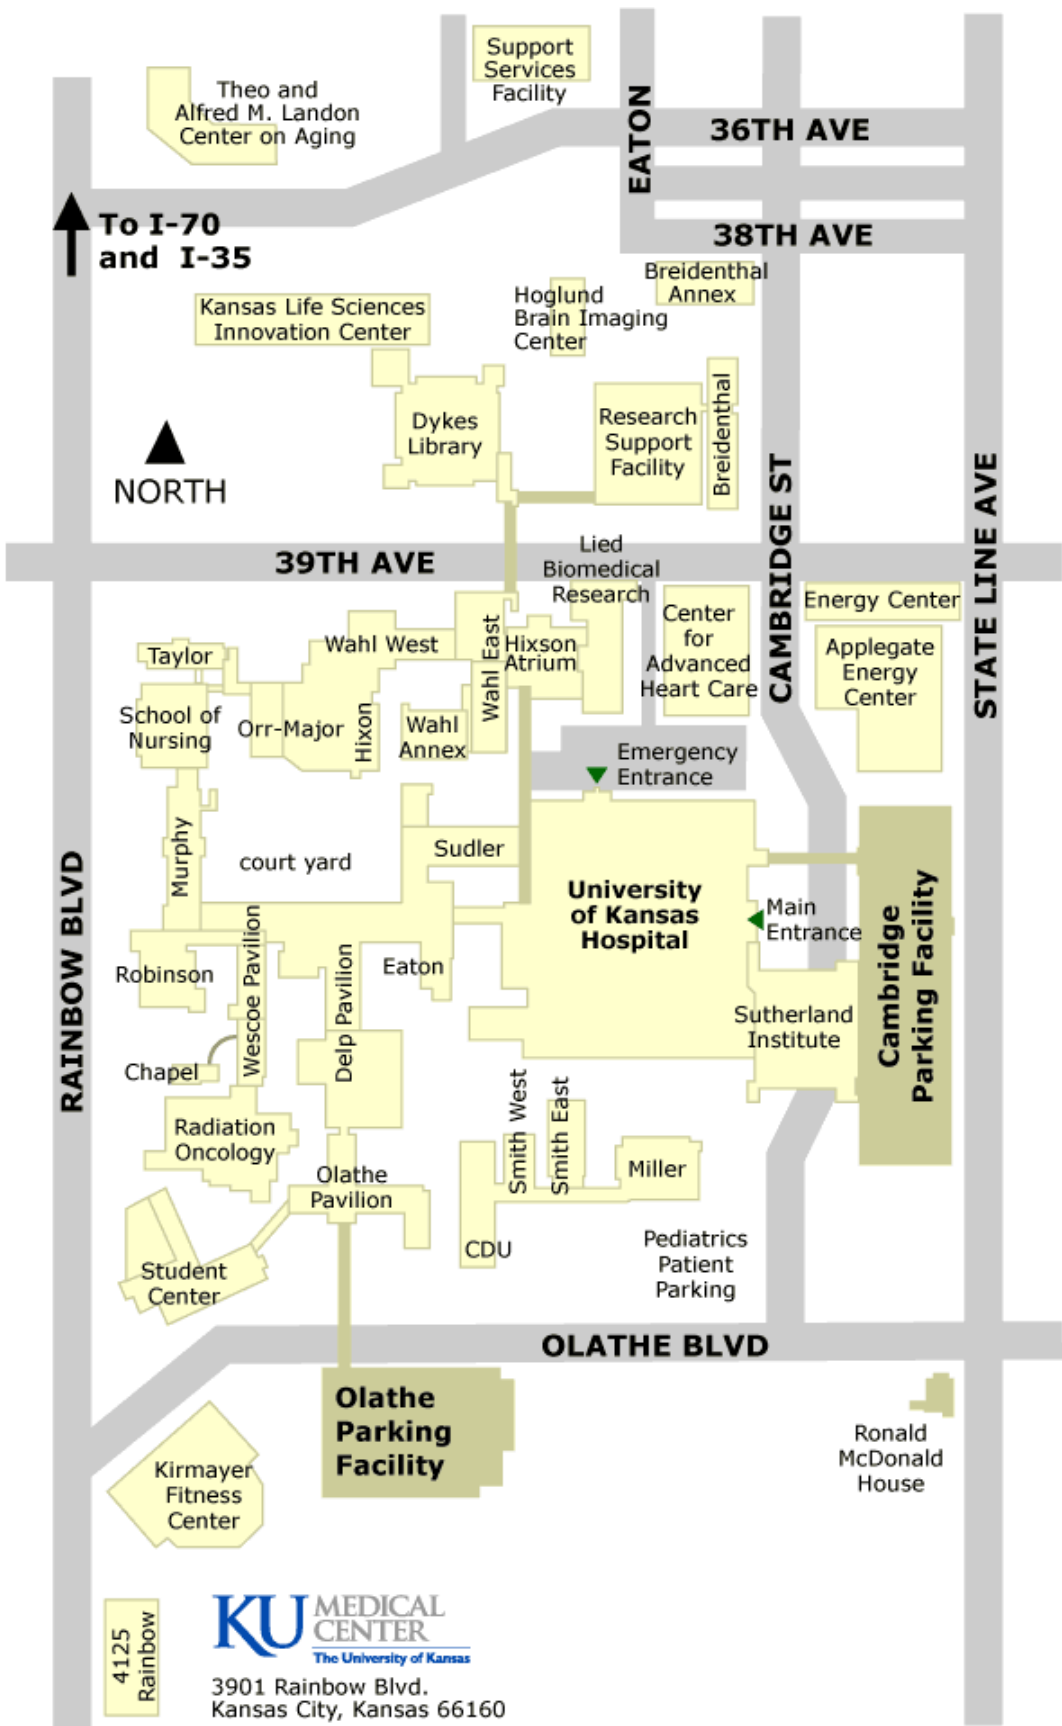 Support
Services
Facility
Theo and
Alfred M. Landon
Center on Aging
EATON
36TH AVE
To I-70
and I-35
38TH AVE
Breidenthal
Annex
Kansas Life Sciences
Innovation Center
Hoglund
Brain Imaging
Center
Dykes
Library
Research
Support
Facility
Breidenthal
NORTH
CAMBRIDGE ST
STATE LINE AVE
39TH AVE
Lied
Biomedical
Research
Energy Center
Center
for
Advanced
Heart Care
Applegate
Energy
Center
Wahl West
Wahl East
Hixson
Atrium
Taylor
School of
Nursing
Orr-Major
Hixon
Wahl
Annex
Emergency
Entrance
Murphy
court yard
Sudler
RAINBOW BLVD
University
of Kansas
Hospital
Main
Entrance
Cambridge
Parking Facility
Robinson
Wescoe Pavilion
Delp Pavilion
Eaton
Sutherland
Institute
Chapel
Radiation
Oncology
Smith West
Smith East
Miller
Olathe
Pavilion
CDU
Pediatrics
Patient
Parking
Student
Center
OLATHE BLVD
Olathe
Parking
Facility
Ronald
McDonald
House
Kirmayer
Fitness
Center
4125
Rainbow
KU MEDICAL
CENTER
The University of Kansas
3901 Rainbow Blvd.
Kansas City, Kansas 66160